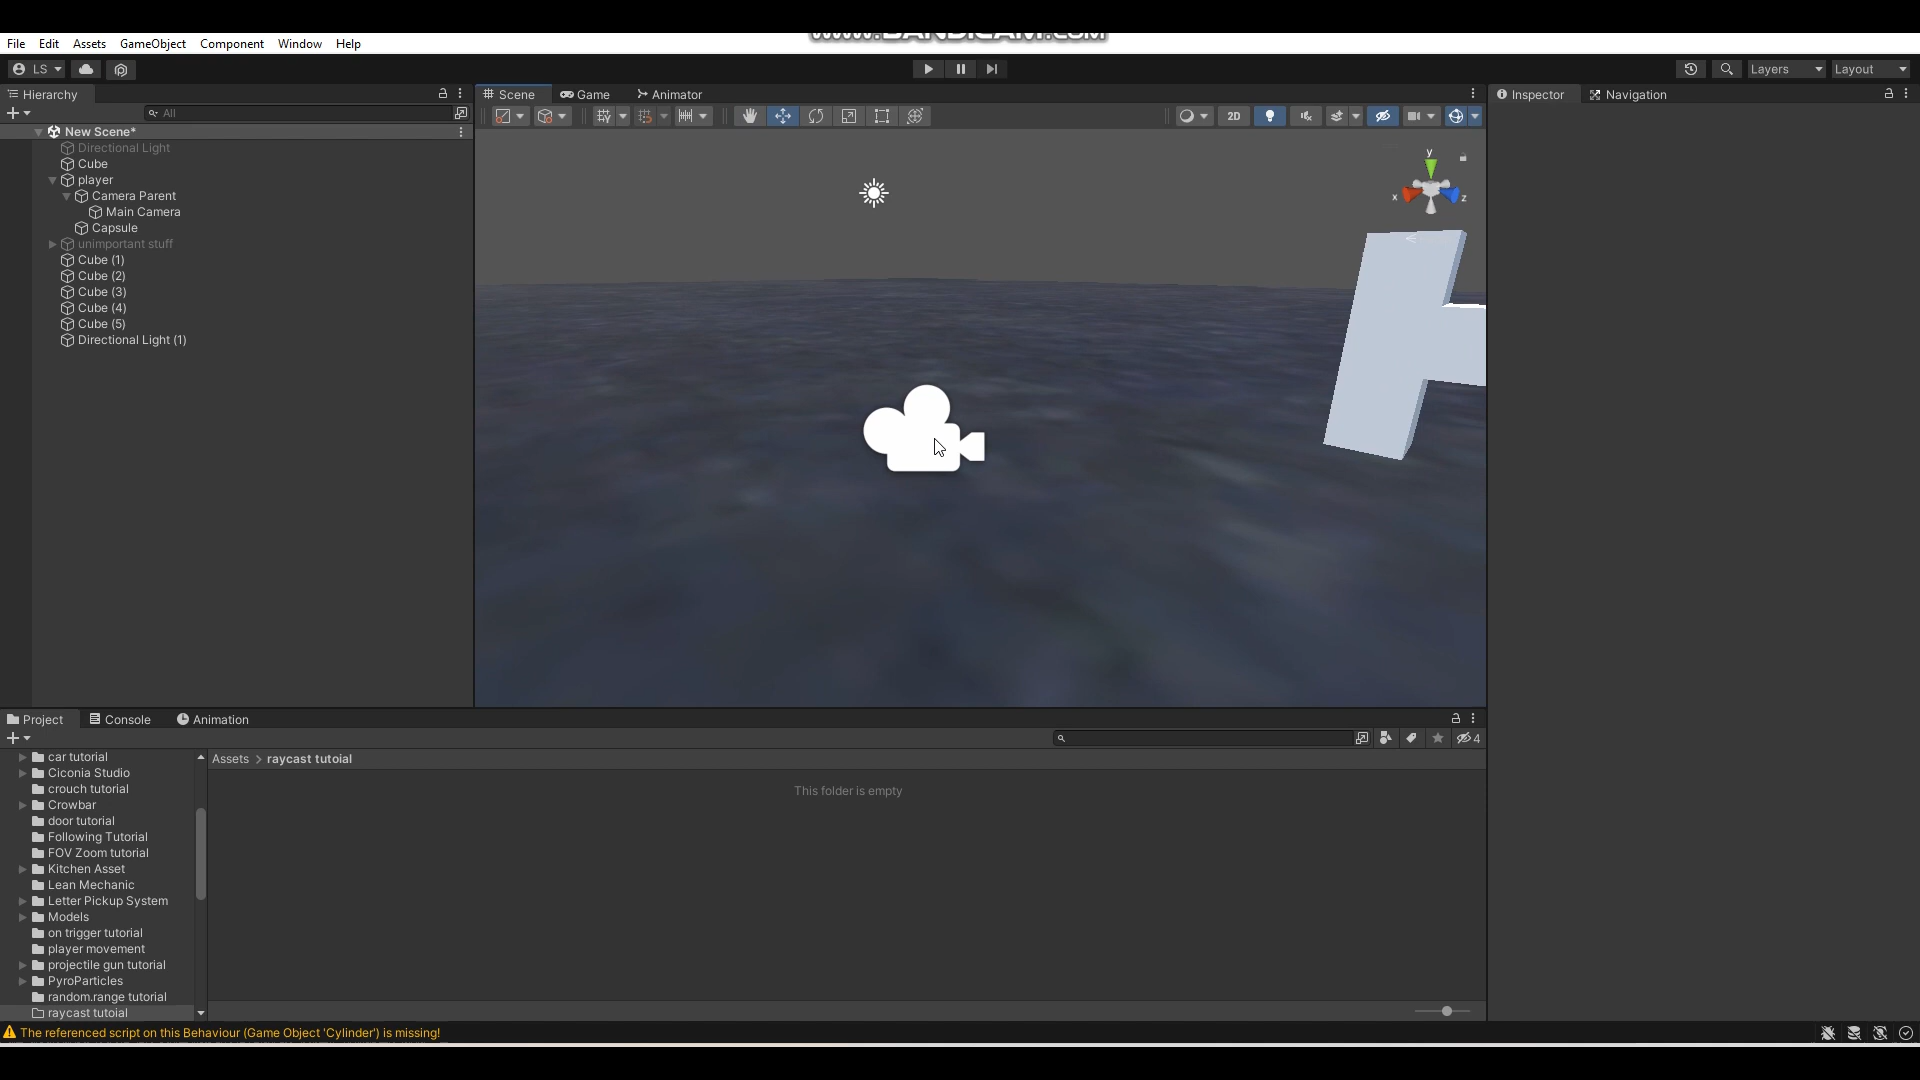 www.BANDICAM.com
File Edit Assets GameObject Component Window Help
LS Layers Layout
Hierarchy Scene Game Animator Inspector Navigation
All 2D
New Scene*
Directional Light
Cube
player
Camera Parent
Main Camera
Capsule
unimportant stuff
Cube (1)
Cube (2)
Cube (3)
Cube (4)
Cube (5)
Directional Light (1)
y
x z
Project Console Animation
4
Assets > raycast tutoial
This folder is empty
car tutorial
Ciconia Studio
crouch tutorial
Crowbar
door tutorial
Following Tutorial
FOV Zoom tutorial
Kitchen Asset
Lean Mechanic
Letter Pickup System
Models
on trigger tutorial
player movement
projectile gun tutorial
PyroParticles
random.range tutorial
raycast tutoial
The referenced script on this Behaviour (Game Object 'Cylinder') is missing!